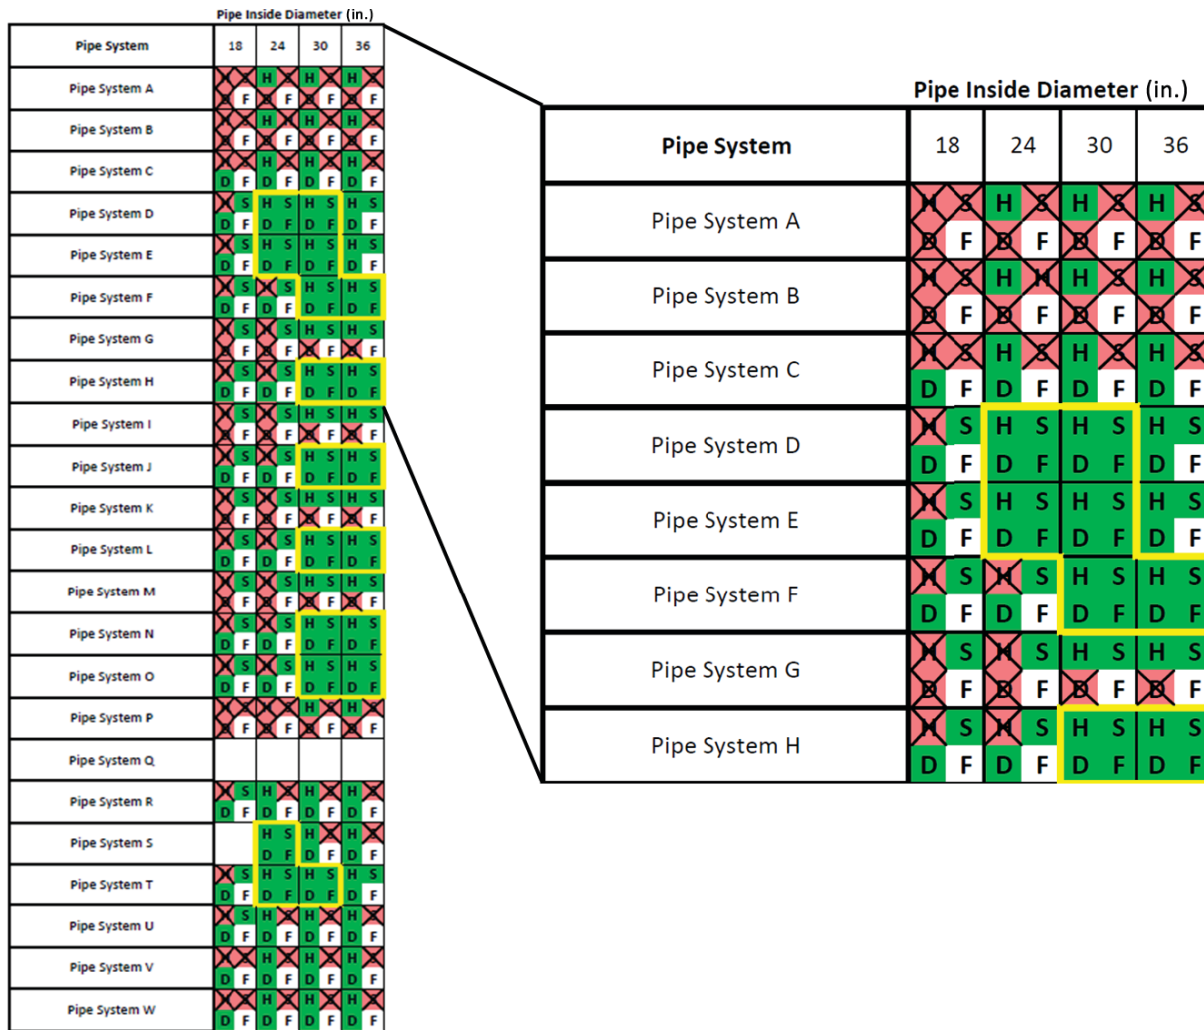 Pipe Inside Diameter (in.)
Pipe System 18 24 30 36
Pipe System A
H S H S H S H S
D F D F D F D F
Pipe System B
H S H H H S H S
D F D F D F D F
Pipe System C
H S H S H S H S
D F D F D F D F
Pipe System D
H S H S H S H S
D F D F D F D F
Pipe System E
H S H S H S H S
D F D F D F D F
Pipe System F
H S H S H S H S
D F D F D F D F
Pipe System G
H S H S H S H S
D F D F D F D F
Pipe System H
H S H S H S H S
D F D F D F D F
Pipe System I
H S H S H S H S
D F D F D F D F
Pipe System J
H S H S H S H S
D F D F D F D F
Pipe System K
H S H S H S H S
D F D F D F D F
Pipe System L
H S H S H S H S
D F D F D F D F
Pipe System M
H S H S H S H S
D F D F D F D F
Pipe System N
H S H S H S H S
D F D F D F D F
Pipe System O
H S H S H S H S
D F D F D F D F
Pipe System P
H S H S H S H S
D F D F D F D F
Pipe System Q
Pipe System R
H S H S H S H S
D F D F D F D F
Pipe System S
H S H S H S
D F D F D F
Pipe System T
H S H S H S H S
D F D F D F D F
Pipe System U
H S H S H S H S
D F D F D F D F
Pipe System V
H S H S H S H S
D F D F D F D F
Pipe System W
H S H S H S H S
D F D F D F D F
Pipe Inside Diameter (in.)
Pipe System 18 24 30 36
Pipe System A
H S H S H S H S
D F D F D F D F
Pipe System B
H S H H H S H S
D F D F D F D F
Pipe System C
H S H S H S H S
D F D F D F D F
Pipe System D
H S H S H S H S
D F D F D F D F
Pipe System E
H S H S H S H S
D F D F D F D F
Pipe System F
H S H S H S H S
D F D F D F D F
Pipe System G
H S H S H S H S
D F D F D F D F
Pipe System H
H S H S H S H S
D F D F D F D F